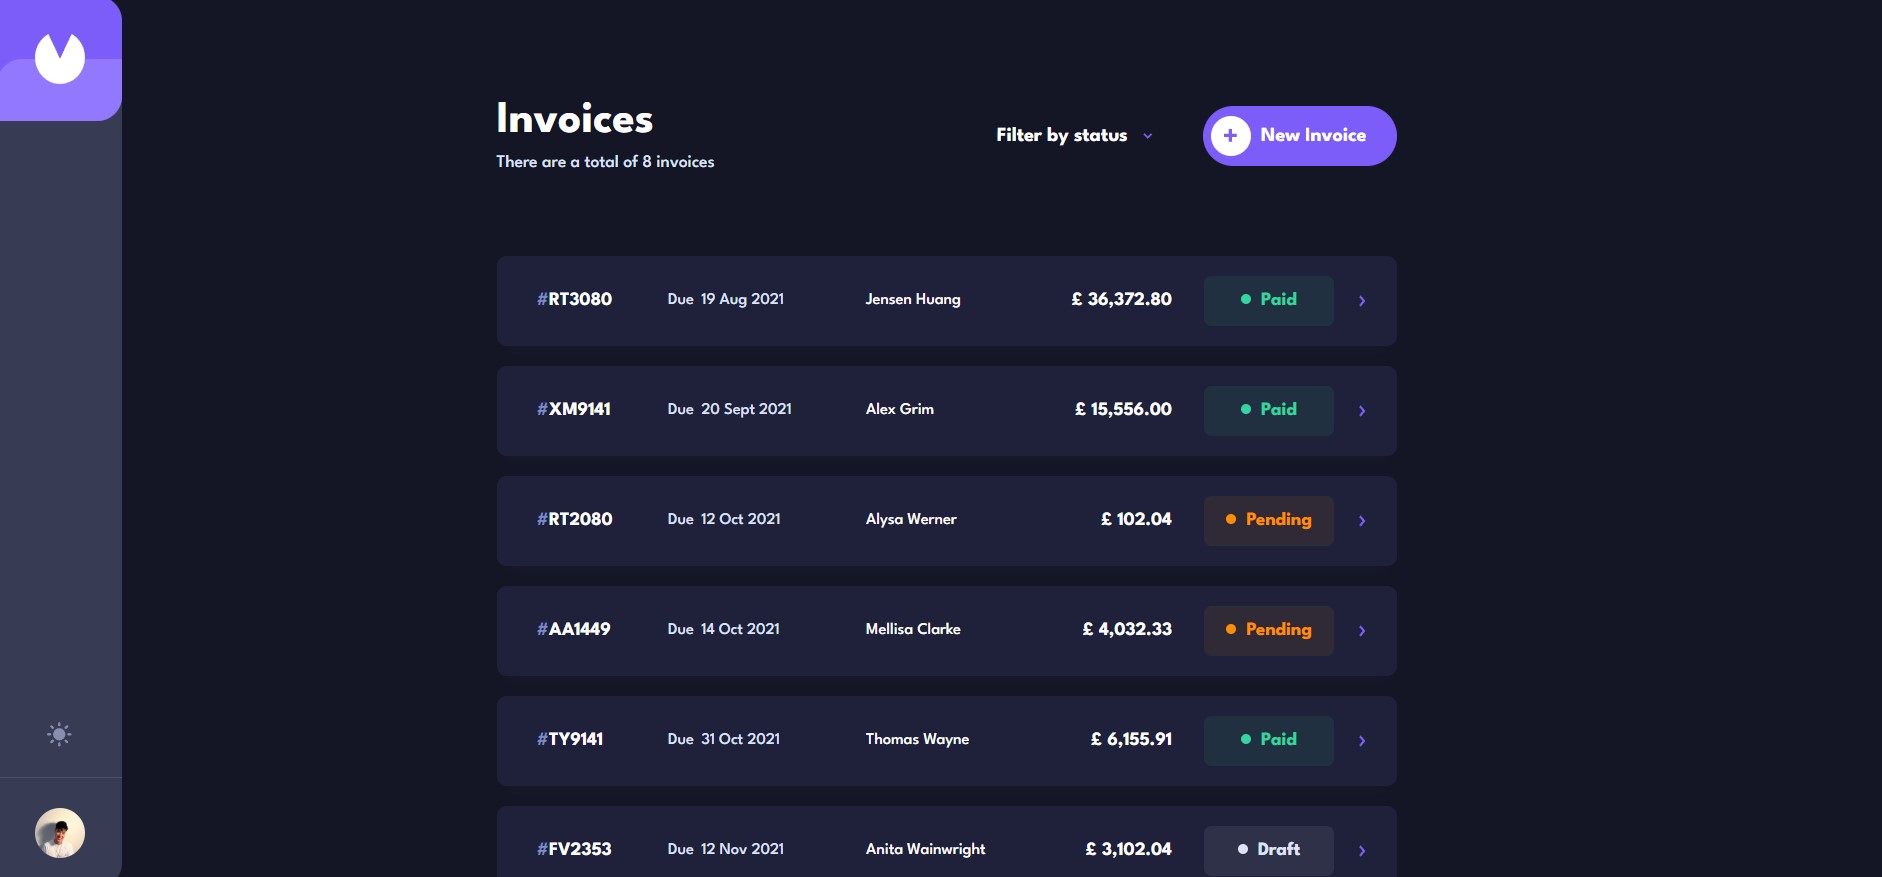 Invoices
There are a total of 8 invoices
Filter by status
+ New Invoice
#RT3080 Due 19 Aug 2021 Jensen Huang £ 36,372.80 Paid
#XM9141 Due 20 Sept 2021 Alex Grim £ 15,556.00 Paid
#RT2080 Due 12 Oct 2021 Alysa Werner £ 102.04 Pending
#AA1449 Due 14 Oct 2021 Mellisa Clarke £ 4,032.33 Pending
#TY9141 Due 31 Oct 2021 Thomas Wayne £ 6,155.91 Paid
#FV2353 Due 12 Nov 2021 Anita Wainwright £ 3,102.04 Draft